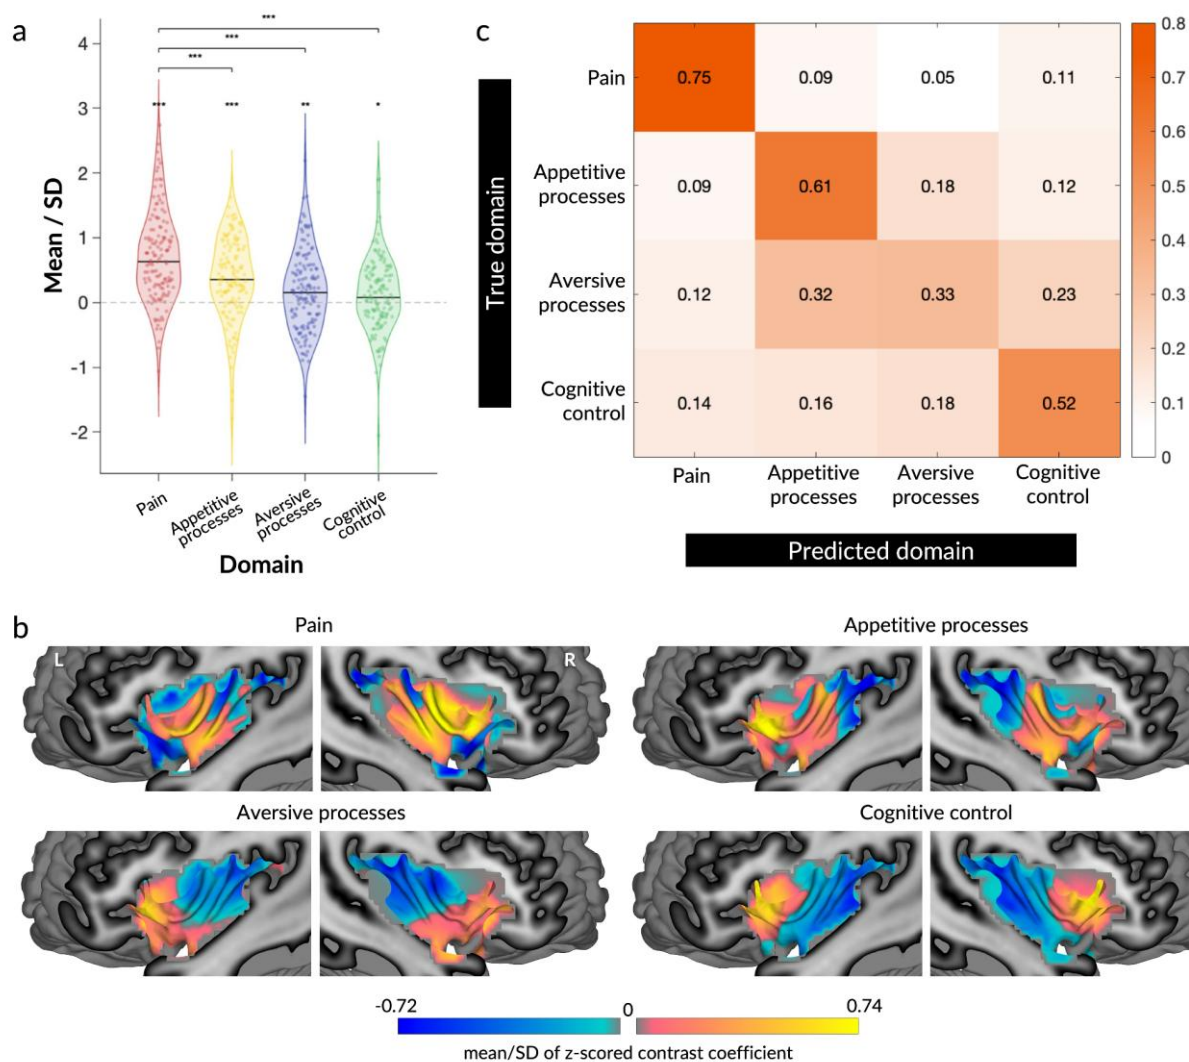 a
***
***
***
4
3
2
1
0
-1
-2
*** *** ** *
Mean / SD
Pain
Appetitive
processes
Aversive
processes
Cognitive
control
Domain
c
True domain
Pain
Appetitive
processes
Aversive
processes
Cognitive
control
0.75 0.09 0.05 0.11
0.09 0.61 0.18 0.12
0.12 0.32 0.33 0.23
0.14 0.16 0.18 0.52
Pain
Appetitive
processes
Aversive
processes
Cognitive
control
Predicted domain
0.8
0.7
0.6
0.5
0.4
0.3
0.2
0.1
0
b
Pain
L R
Appetitive processes
Aversive processes
Cognitive control
-0.72 0 0.74
mean/SD of z-scored contrast coefficient